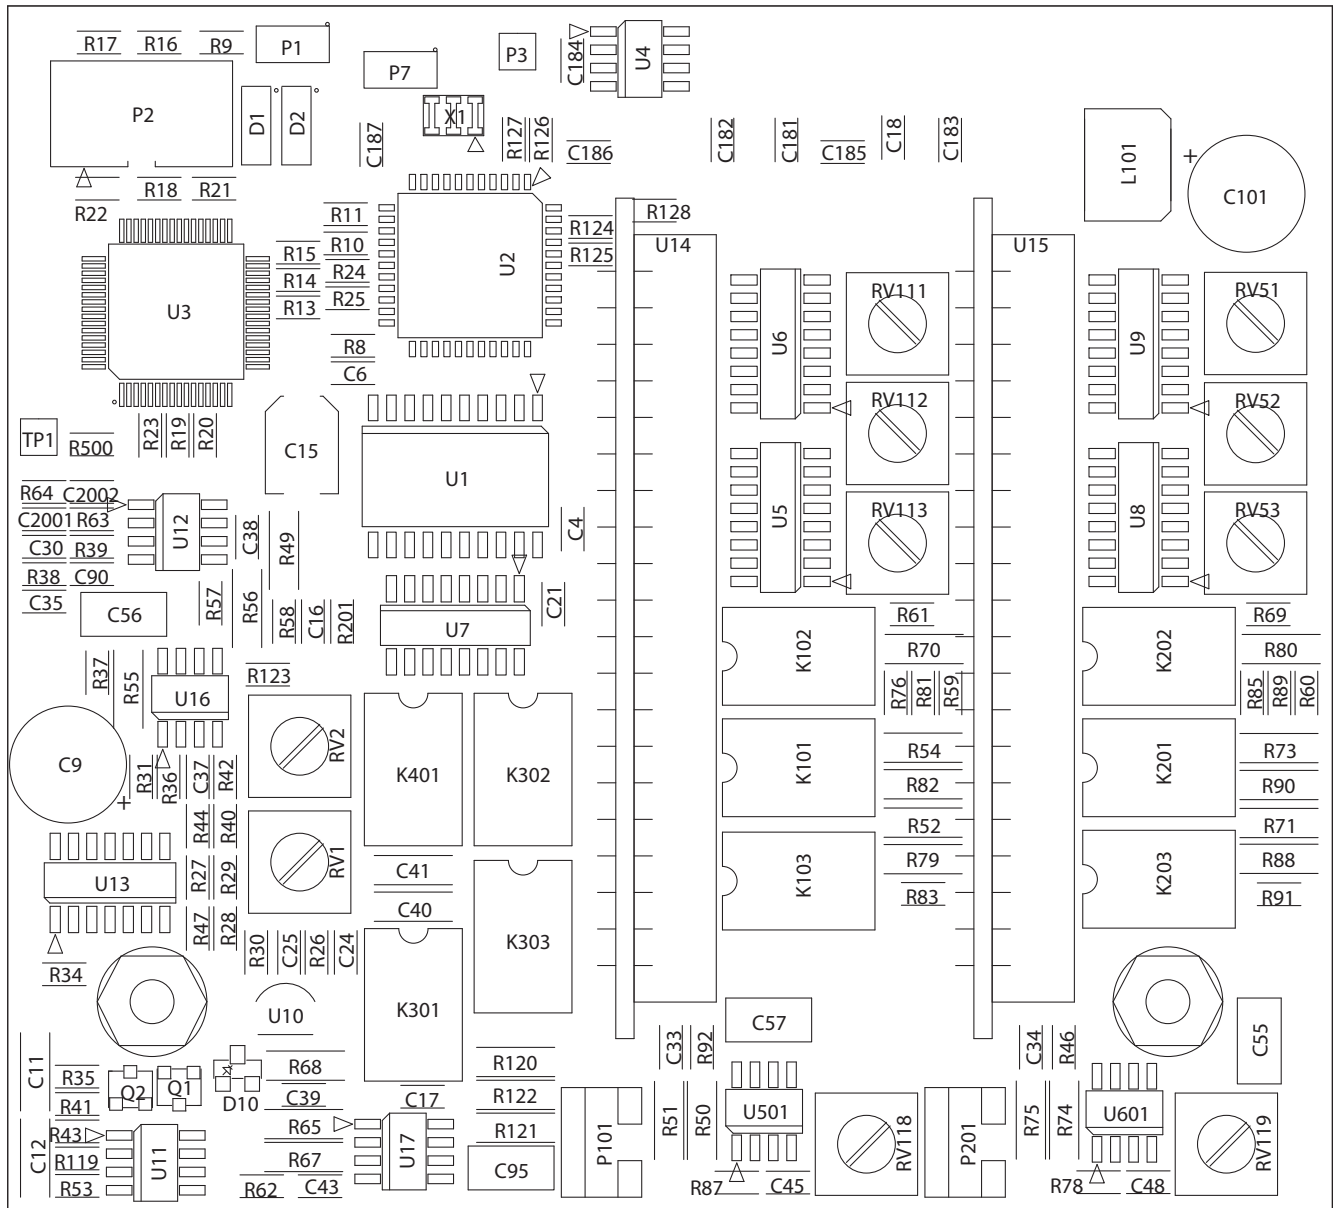 R17 R16 R9 P1 P3 C184 U4
P7
P2 D1 D2 X1
C187 R127 R126 C186 C182 C181 C185 C18 C183 L101 + C101
R18 R21
R22 R11 R124 R128
R10 R125 U14 U15
R15 R24 U2
R14 R25
U3 R13
RV111 RV51
R8 U6 U9
C6
RV112 RV52
TP1 R500 R23 R19 R20 C15 U1
R64 C2002 RV113 RV53
C2001 R63 U12 C38 R49 C4 U5 U8
C30 R39
R38 C90
C35 C56 R57 R56 R58 C16 R201 U7 C21
R61 R69
K102 R70 K202 R80
R37 R55 U16 R123 R76 R81 R59 R85 R89 R60
C9 + R31 R36 C37 R42 RV2 K401 K302 K101 R54 K201 R73
R82 R90
R44 R40 R52 R71
U13 R27 R29 RV1 C41 K103 R79 K203 R88
R83 R91
R47 R28 C40
R34 R30 C25 R26 C24 K303
U10 K301 C57
C33 R92 C34 R46 C55
C11 R35 Q2 Q1 D10 R68 R120
R41 C39 C17 R122 U501 U601
C12 R43 U11 R65 U17 R121 P101 R51 R50 RV118 P201 R75 R74 RV119
R119 R67 C95
R53 R62 C43 R87 C45 R78 C48